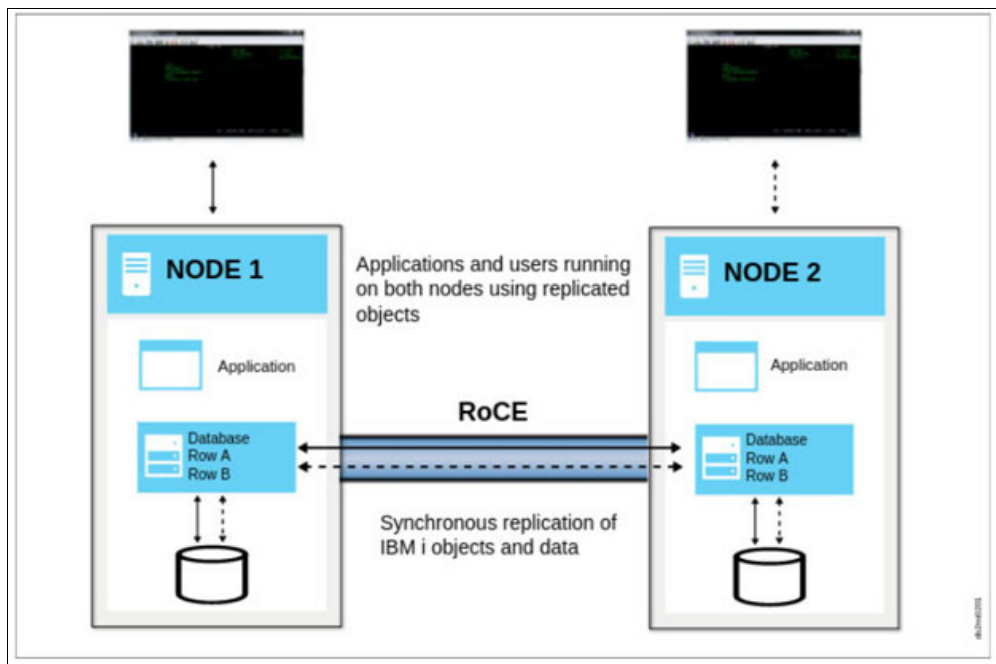 NODE 1
Applications and users running
on both nodes using replicated
objects
NODE 2
Application
Application
RoCE
Database
Row A
Row B
Database
Row A
Row B
Synchronous replication of
IBM i objects and data